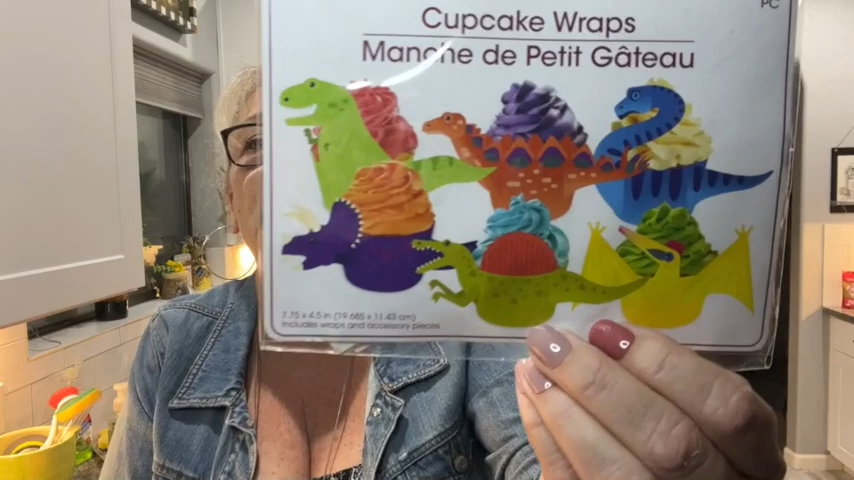 PC
Cupcake Wraps
Manche de Petit Gâteau
7.75 x 4.5 in (19.685 x 11.43 cm)
Includes wraps and accessory pieces